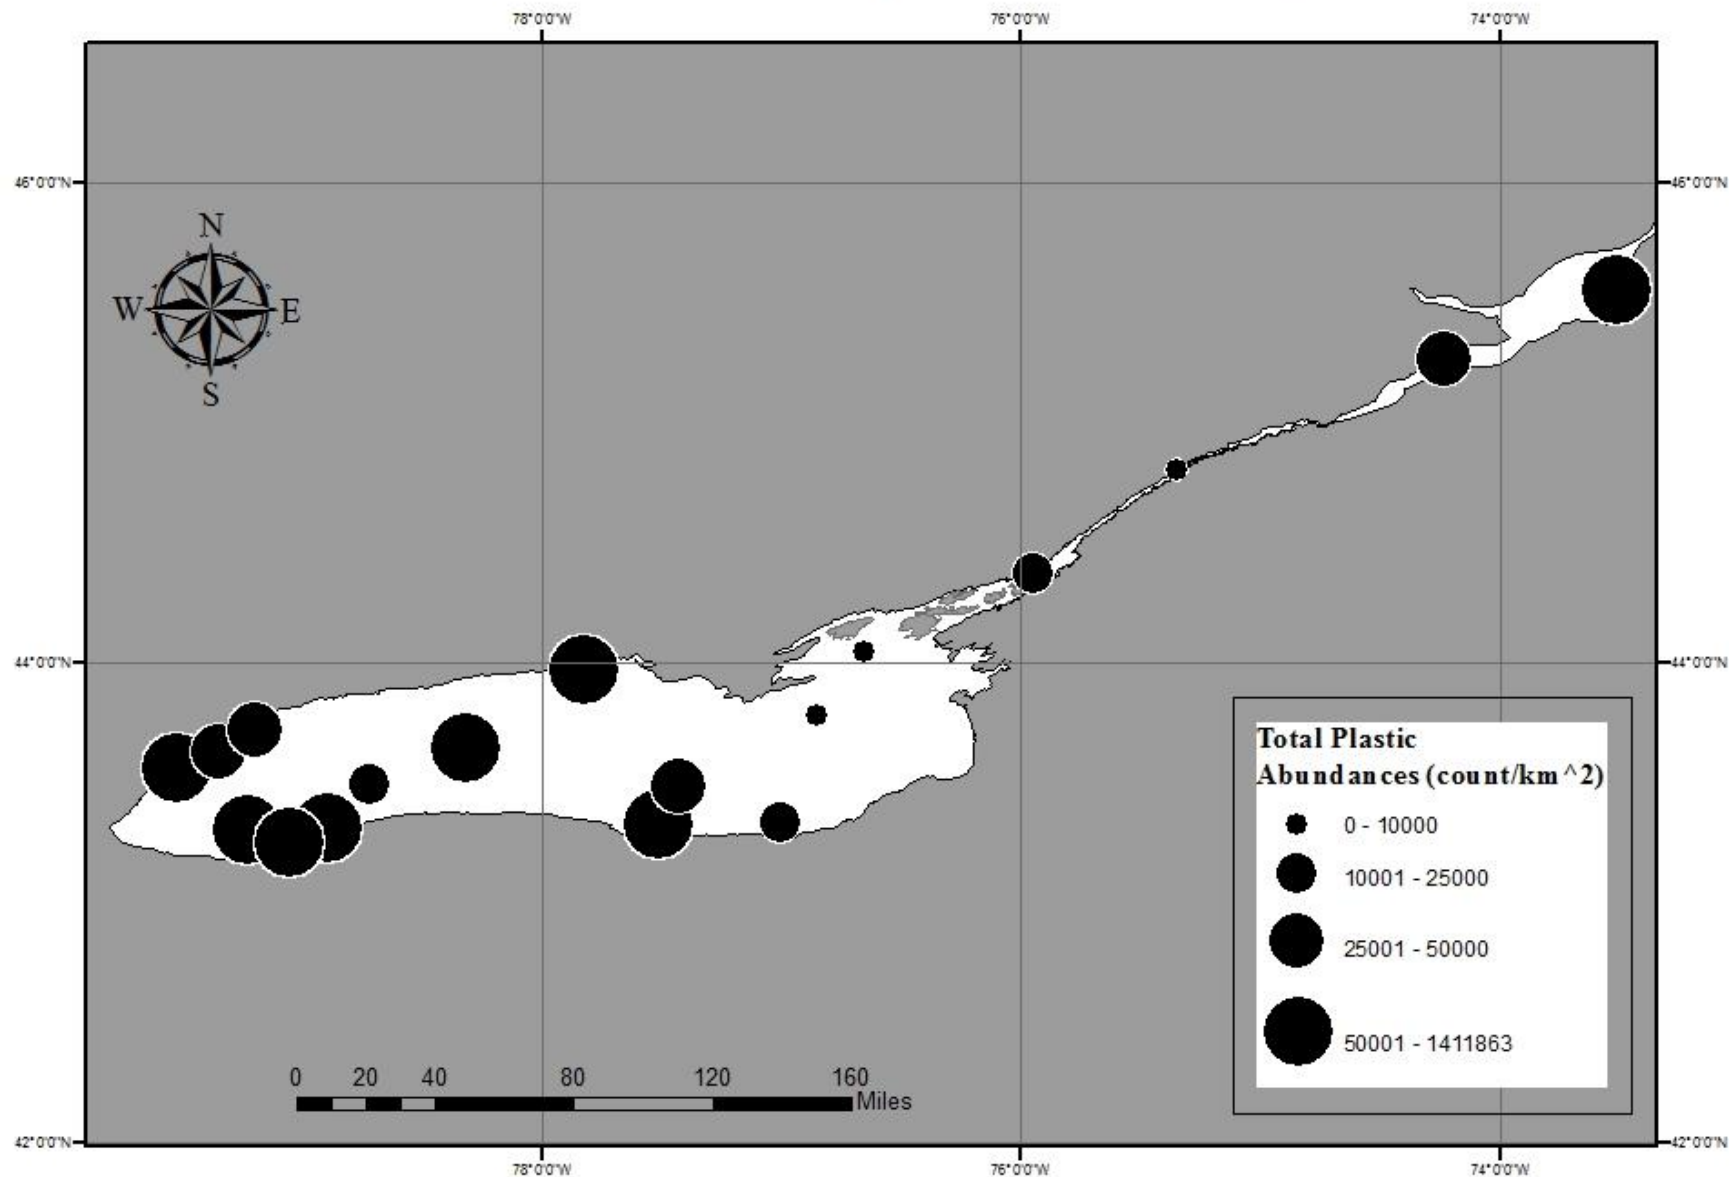 78°0'0"W 76°0'0"W 74°0'0"W
46°0'0"N 46°0'0"N
N
W E
S
44°0'0"N 44°0'0"N
Total Plastic
Abundances (count/km^2)
0 - 10000
10001 - 25000
25001 - 50000
50001 - 1411863
0 20 40 80 120 160
Miles
42°0'0"N 42°0'0"N
78°0'0"W 76°0'0"W 74°0'0"W